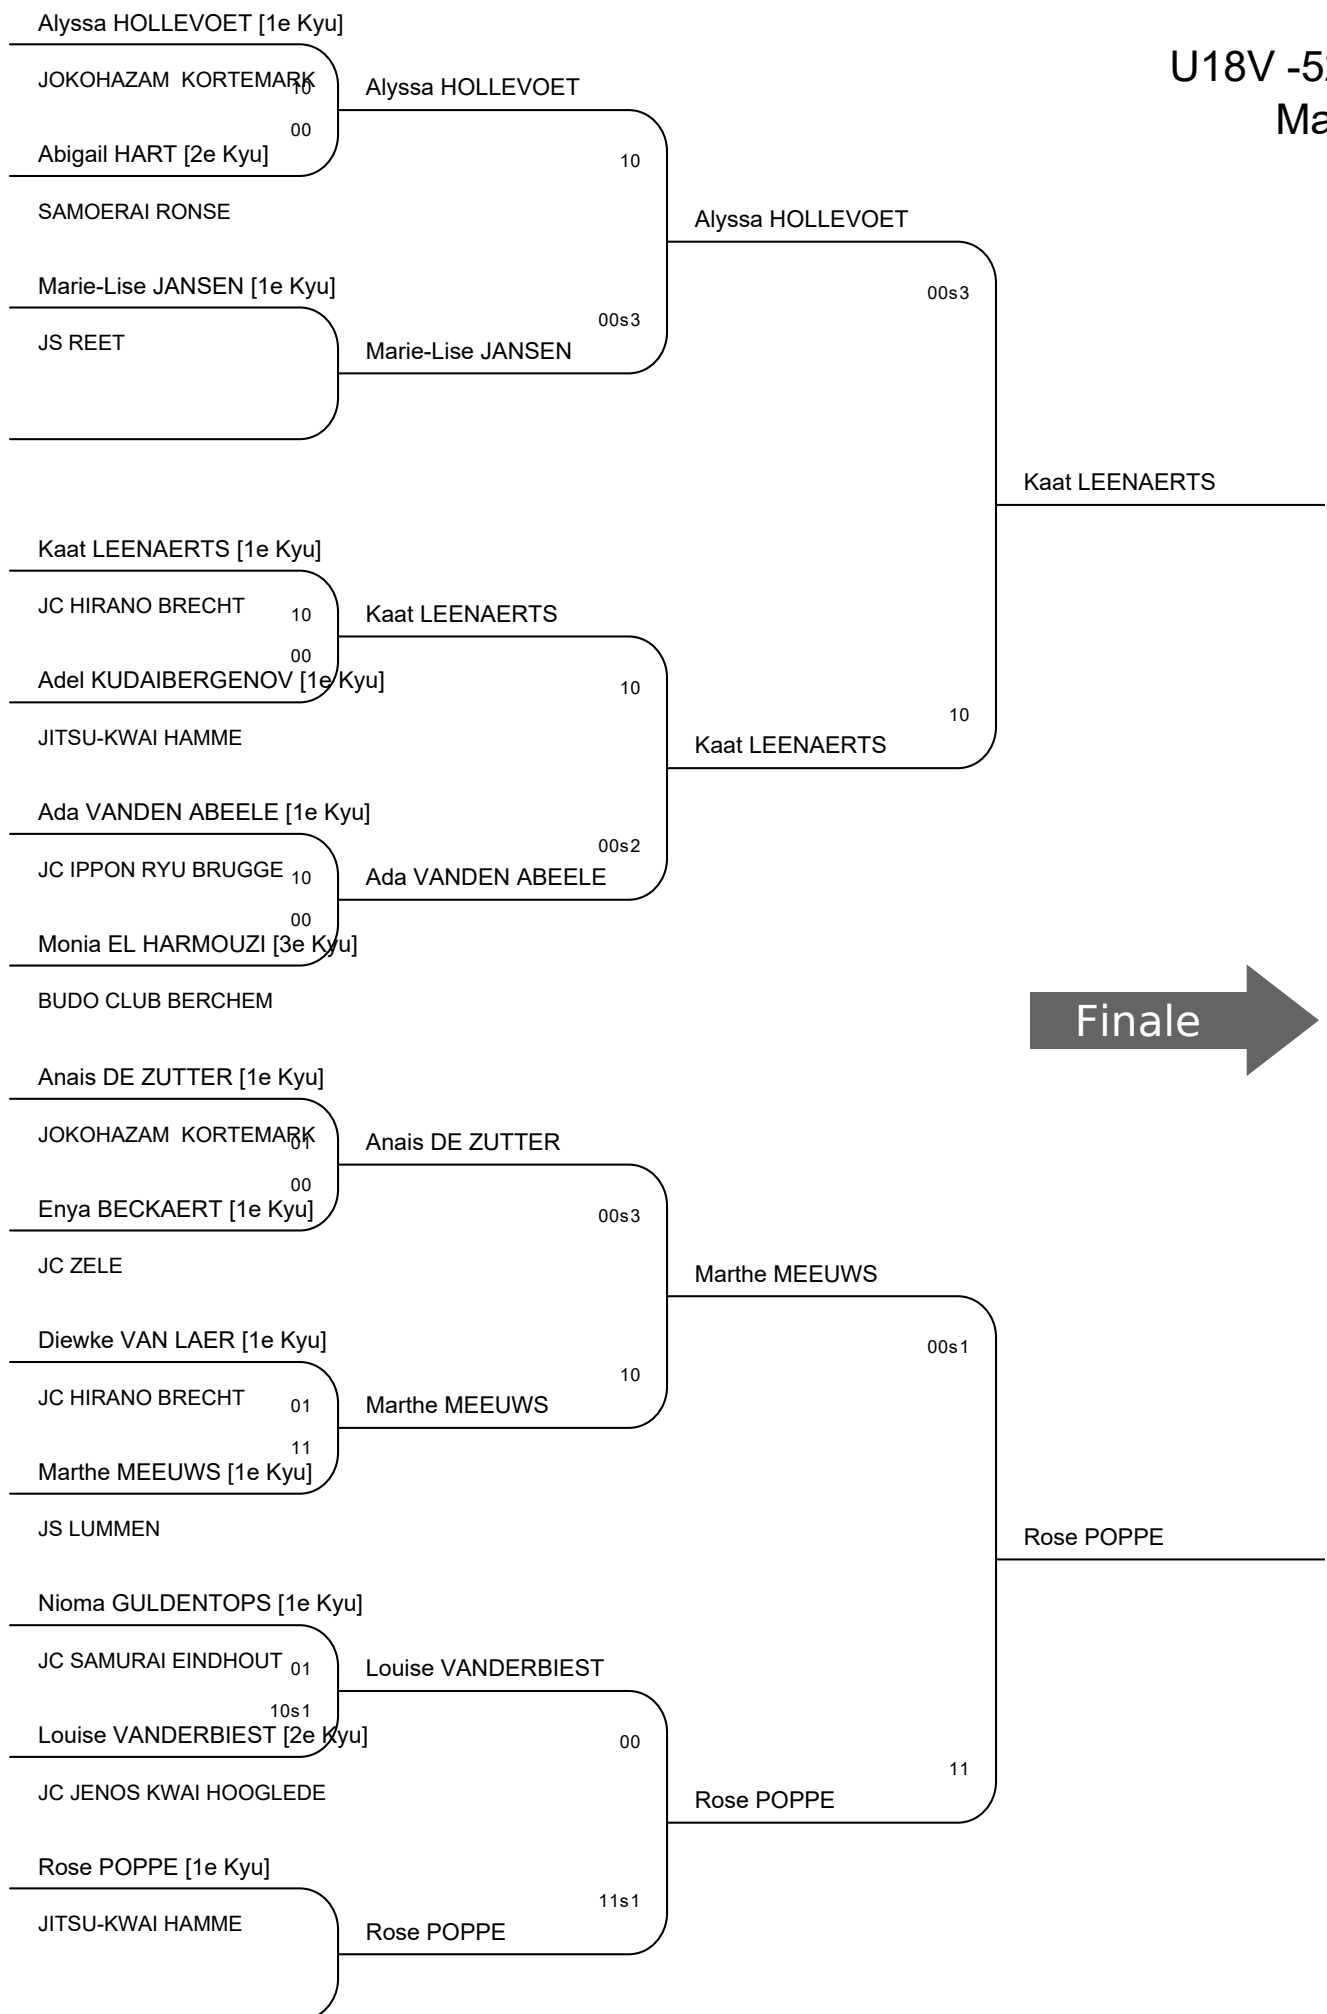 Alyssa HOLLEVOET [1e Kyu]
JOKOHAZAM  KORTEMARK
10
Alyssa HOLLEVOET
00
Abigail HART [2e Kyu]
SAMOERAI RONSE
10
Alyssa HOLLEVOET
Marie-Lise JANSEN [1e Kyu]
JS REET
00s3
Marie-Lise JANSEN
00s3
Kaat LEENAERTS
Kaat LEENAERTS [1e Kyu]
JC HIRANO BRECHT
10
Kaat LEENAERTS
00
Adel KUDAIBERGENOV [1e Kyu]
JITSU-KWAI HAMME
10
Kaat LEENAERTS
10
Ada VANDEN ABEELE [1e Kyu]
JC IPPON RYU BRUGGE
10
00s2
Ada VANDEN ABEELE
00
Monia EL HARMOUZI [3e Kyu]
BUDO CLUB BERCHEM
Finale
Anais DE ZUTTER [1e Kyu]
JOKOHAZAM  KORTEMARK
01
Anais DE ZUTTER
00
Enya BECKAERT [1e Kyu]
JC ZELE
00s3
Marthe MEEUWS
Diewke VAN LAER [1e Kyu]
JC HIRANO BRECHT
01
10
Marthe MEEUWS
00s1
11
Marthe MEEUWS [1e Kyu]
JS LUMMEN
Rose POPPE
Nioma GULDENTOPS [1e Kyu]
JC SAMURAI EINDHOUT
01
Louise VANDERBIEST
10s1
Louise VANDERBIEST [2e Kyu]
JC JENOS KWAI HOOGLEDE
00
Rose POPPE
11
Rose POPPE [1e Kyu]
JITSU-KWAI HAMME
11s1
Rose POPPE
U18V -5
Ma